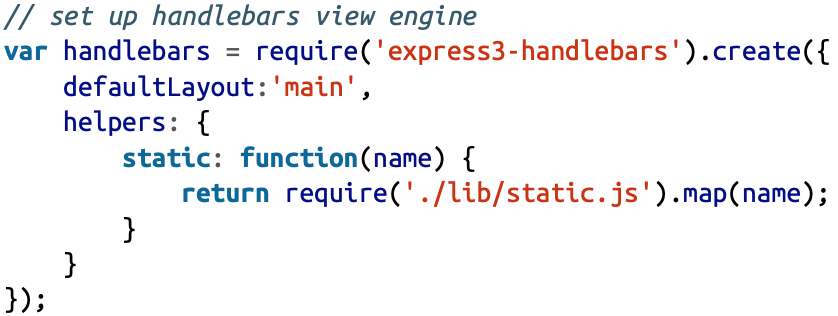 // set up handlebars view engine
var handlebars = require('express3-handlebars').create({
    defaultLayout:'main',
    helpers: {
        static: function(name) {
            return require('./lib/static.js').map(name);
        }
    }
});